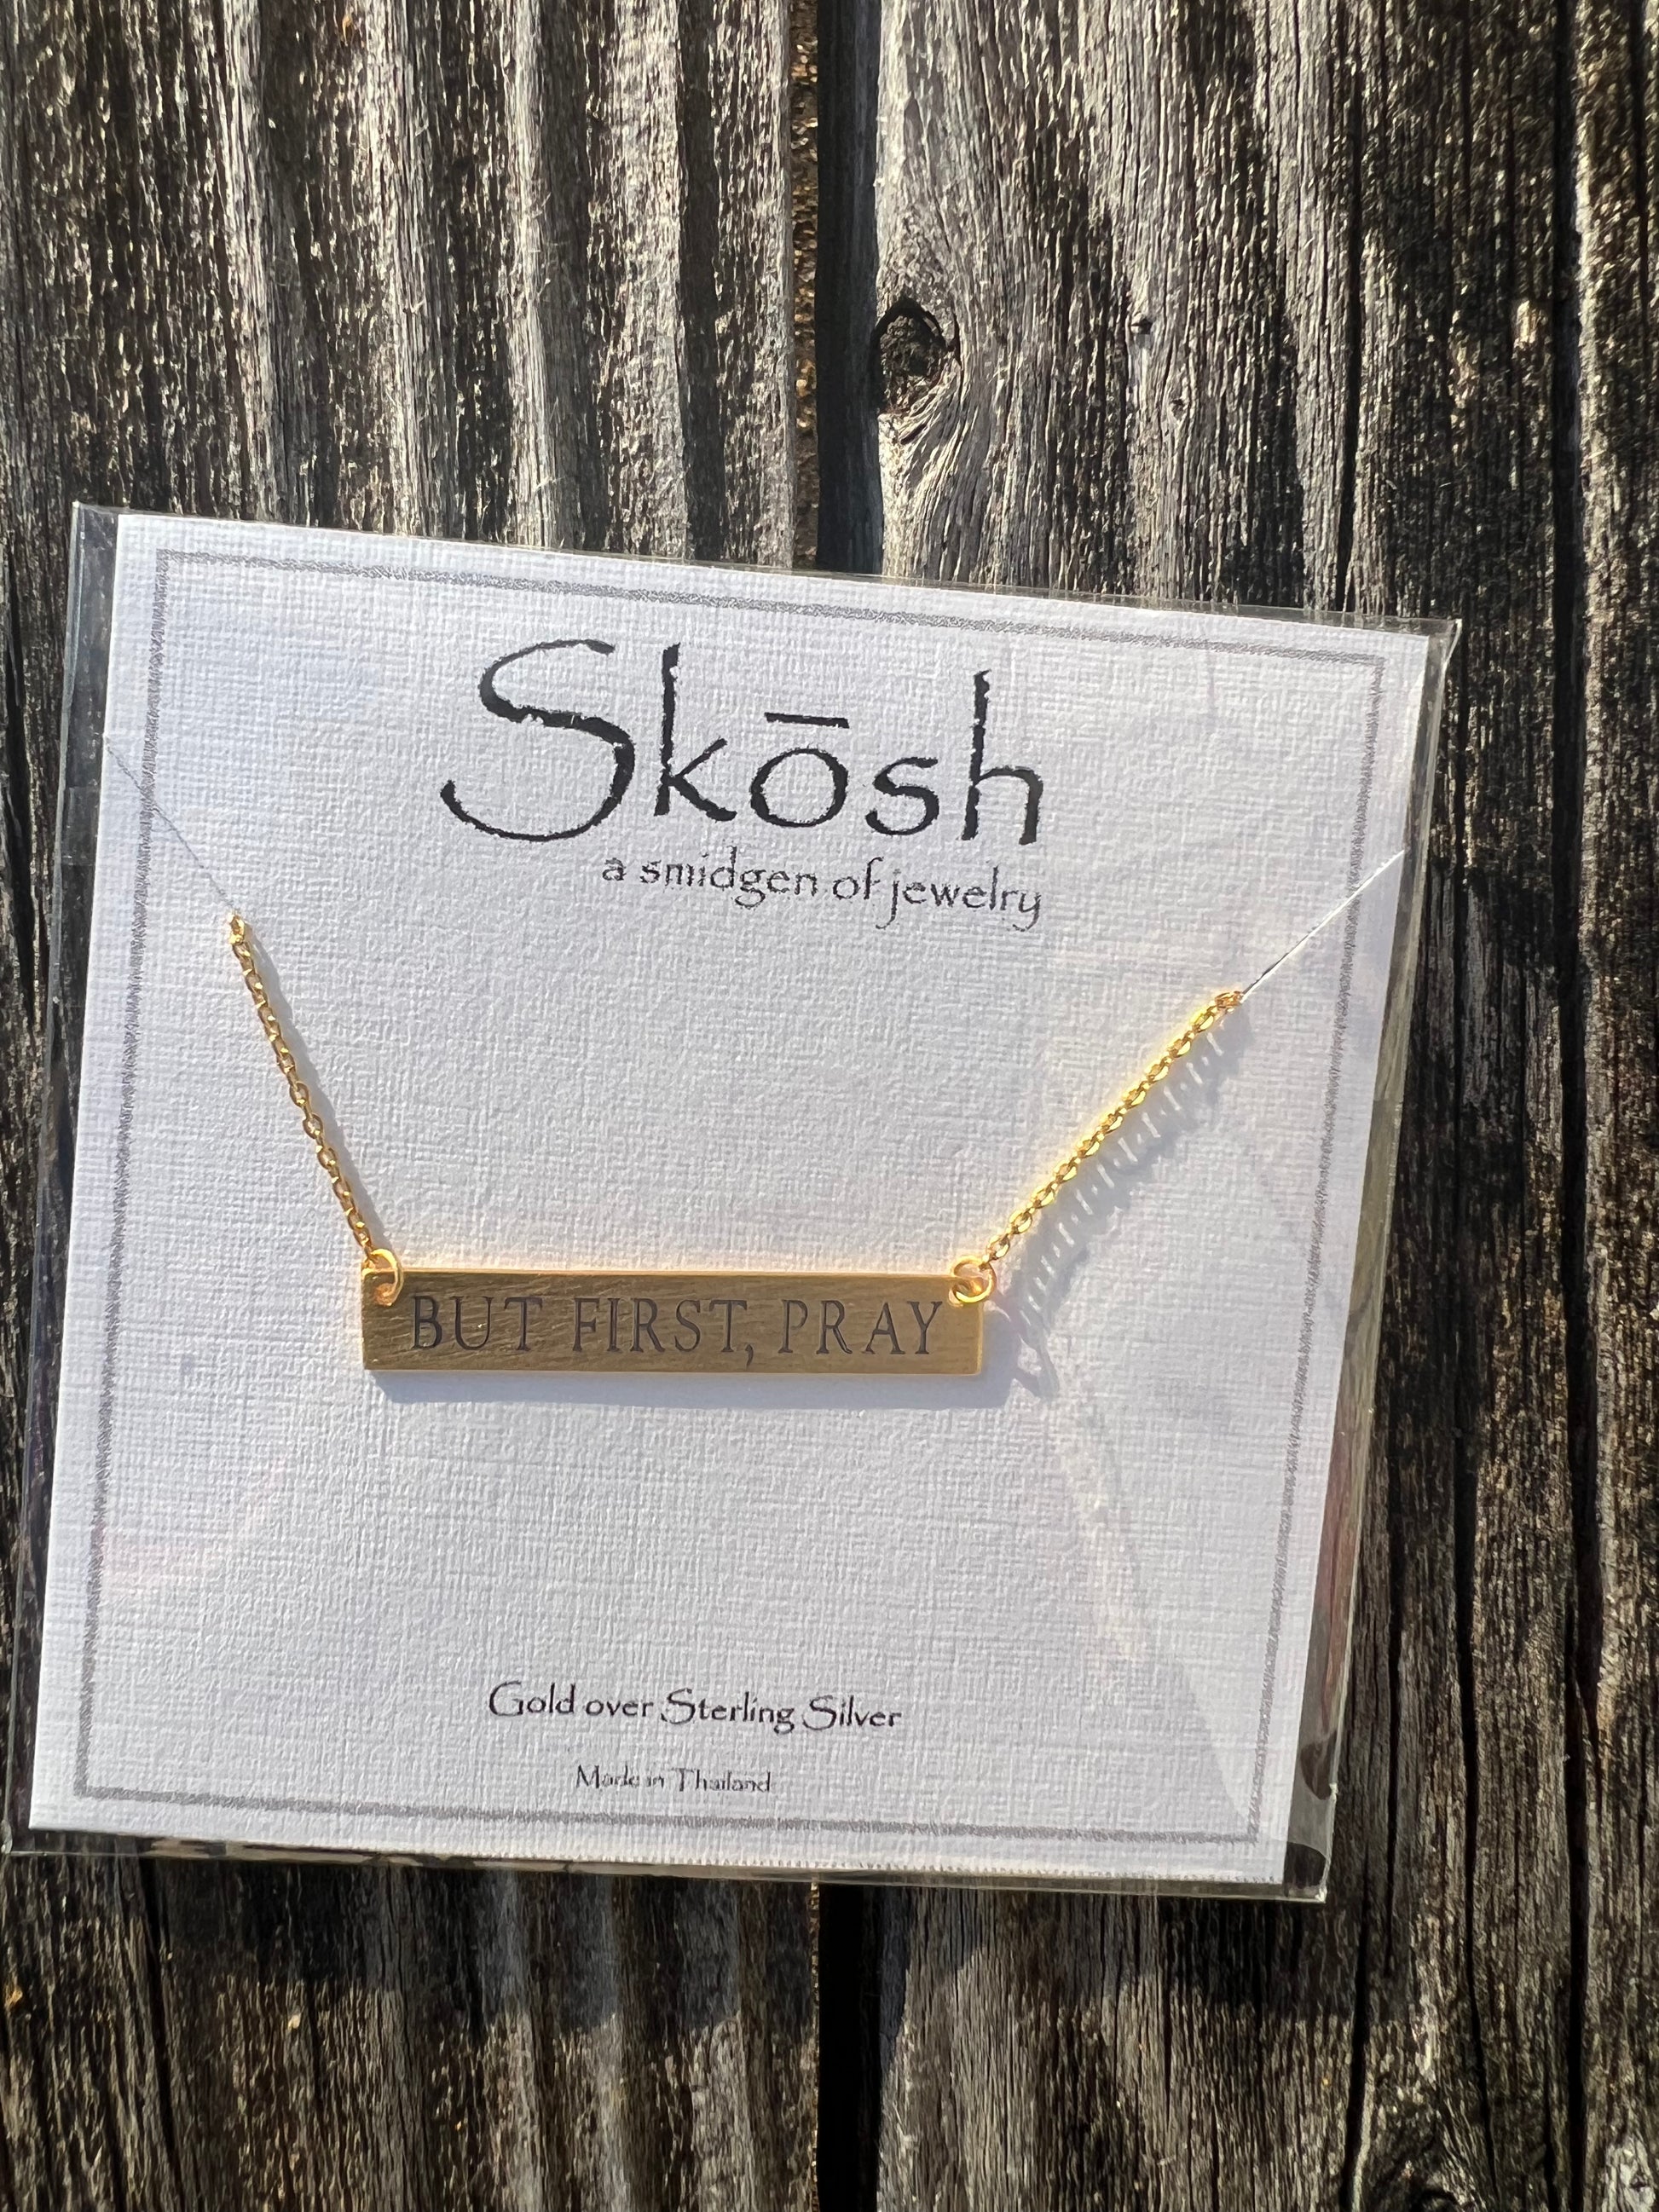 Skōsh
a smidgen of jewelry
BUT FIRST, PRAY
Gold over Sterling Silver
Made in Thailand